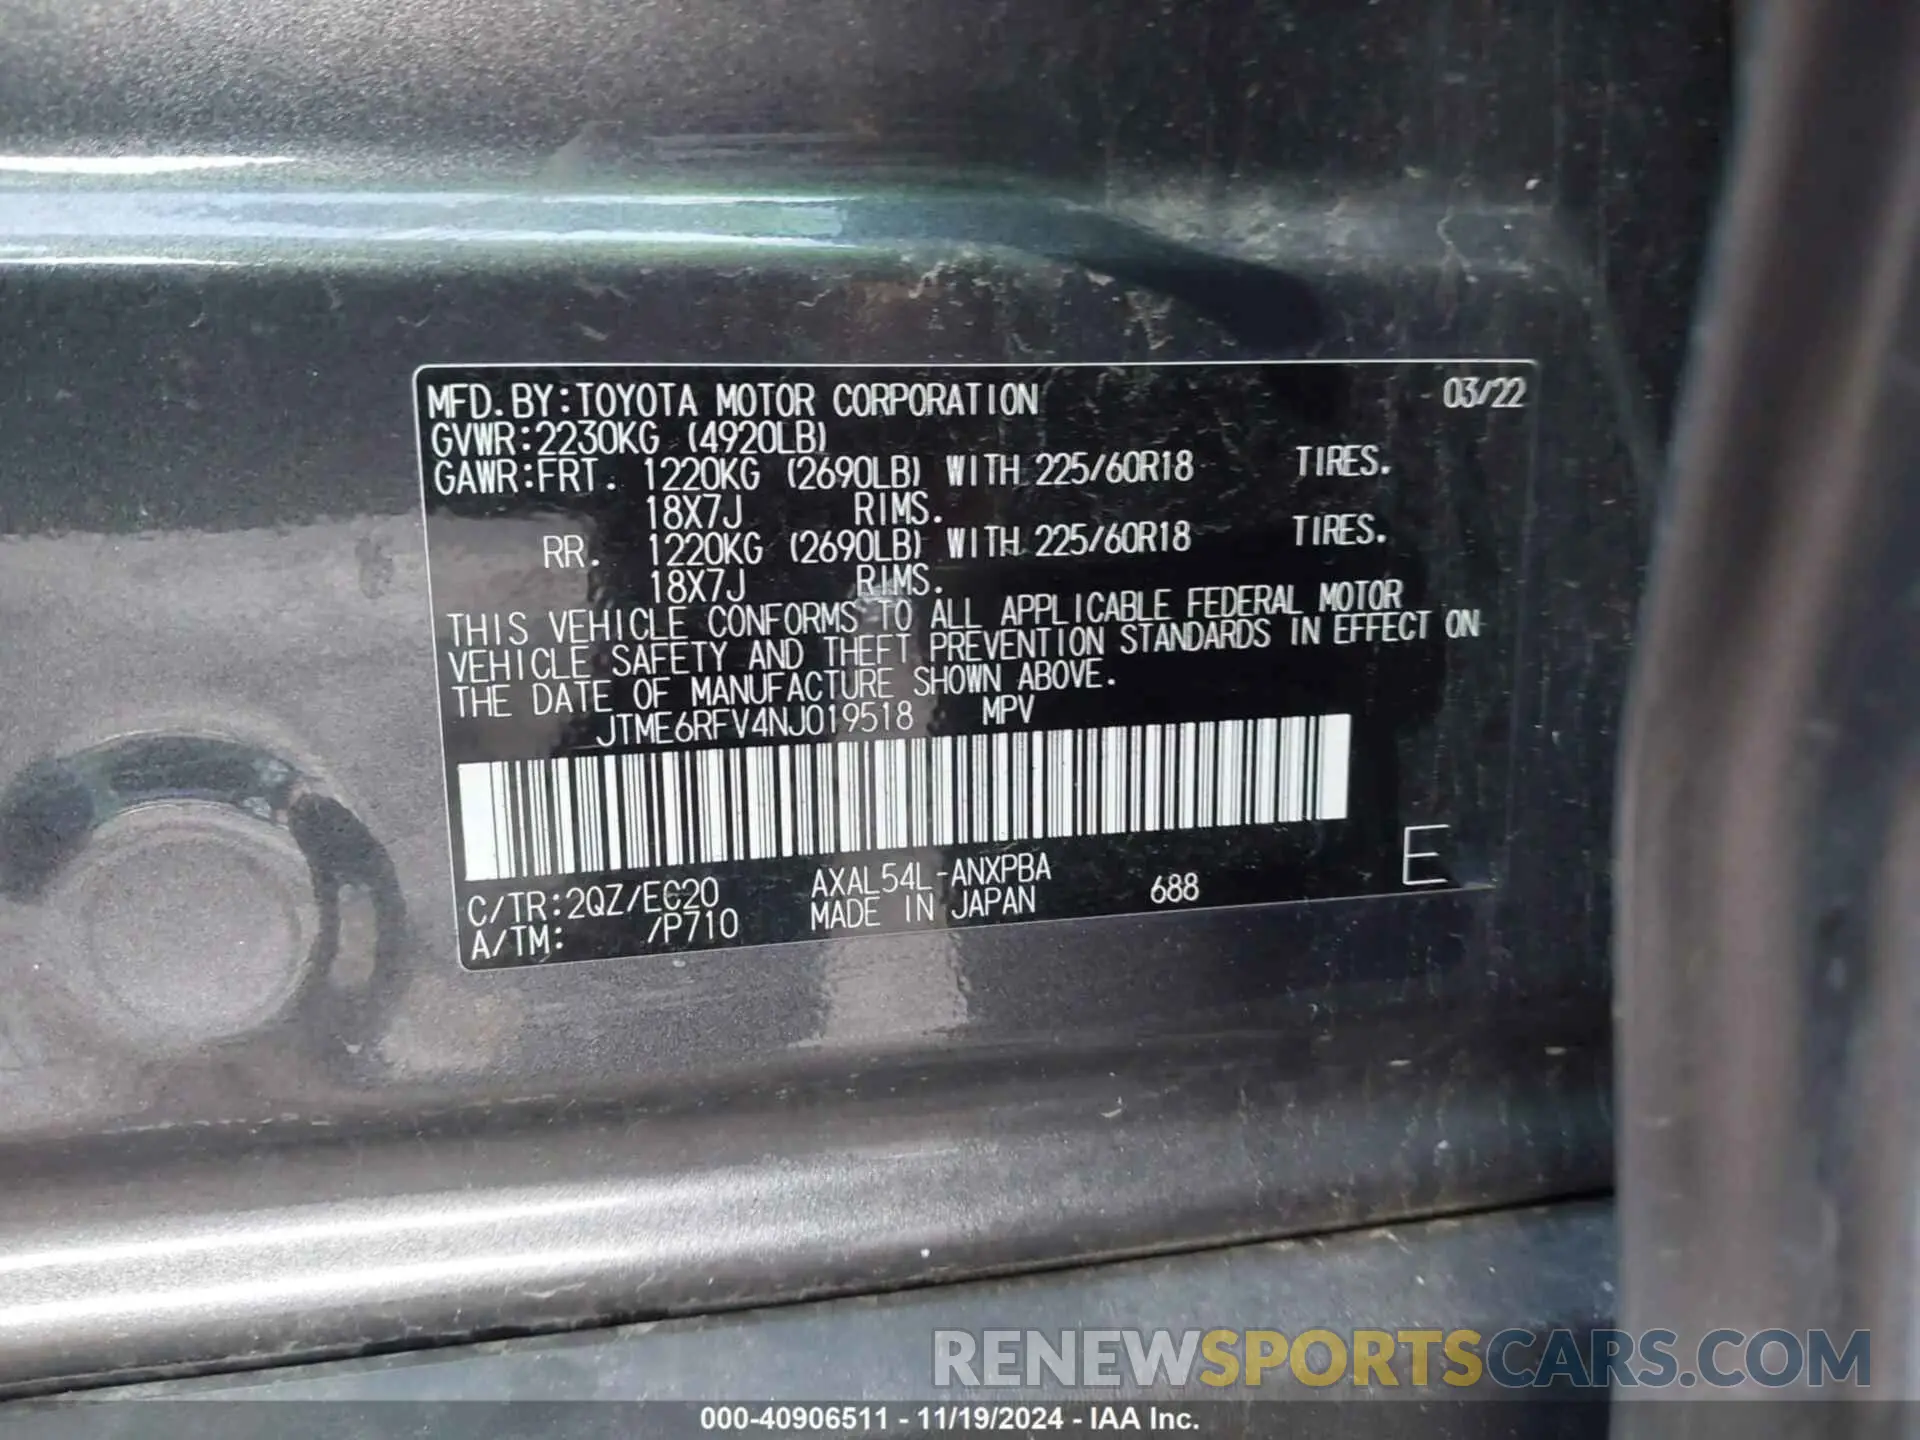 MFD.BY:TOYOTA MOTOR CORPORATION 03/22
GVWR:2230KG (4920LB)
GAWR:FRT. 1220KG (2690LB) WITH 225/60R18 TIRES.
18X7J RIMS.
RR. 1220KG (2690LB) WITH 225/60R18 TIRES.
18X7J RIMS.
THIS VEHICLE CONFORMS TO ALL APPLICABLE FEDERAL MOTOR
VEHICLE SAFETY AND THEFT PREVENTION STANDARDS IN EFFECT ON
THE DATE OF MANUFACTURE SHOWN ABOVE.
JTME6RFV4NJ019518 MPV
C/TR:2QZ/EC20 AXAL54L-ANXPBA
A/TM: /P710 MADE IN JAPAN 688 E
RENEWSPORTSCARS.COM
000-40906511 - 11/19/2024 - IAA Inc.